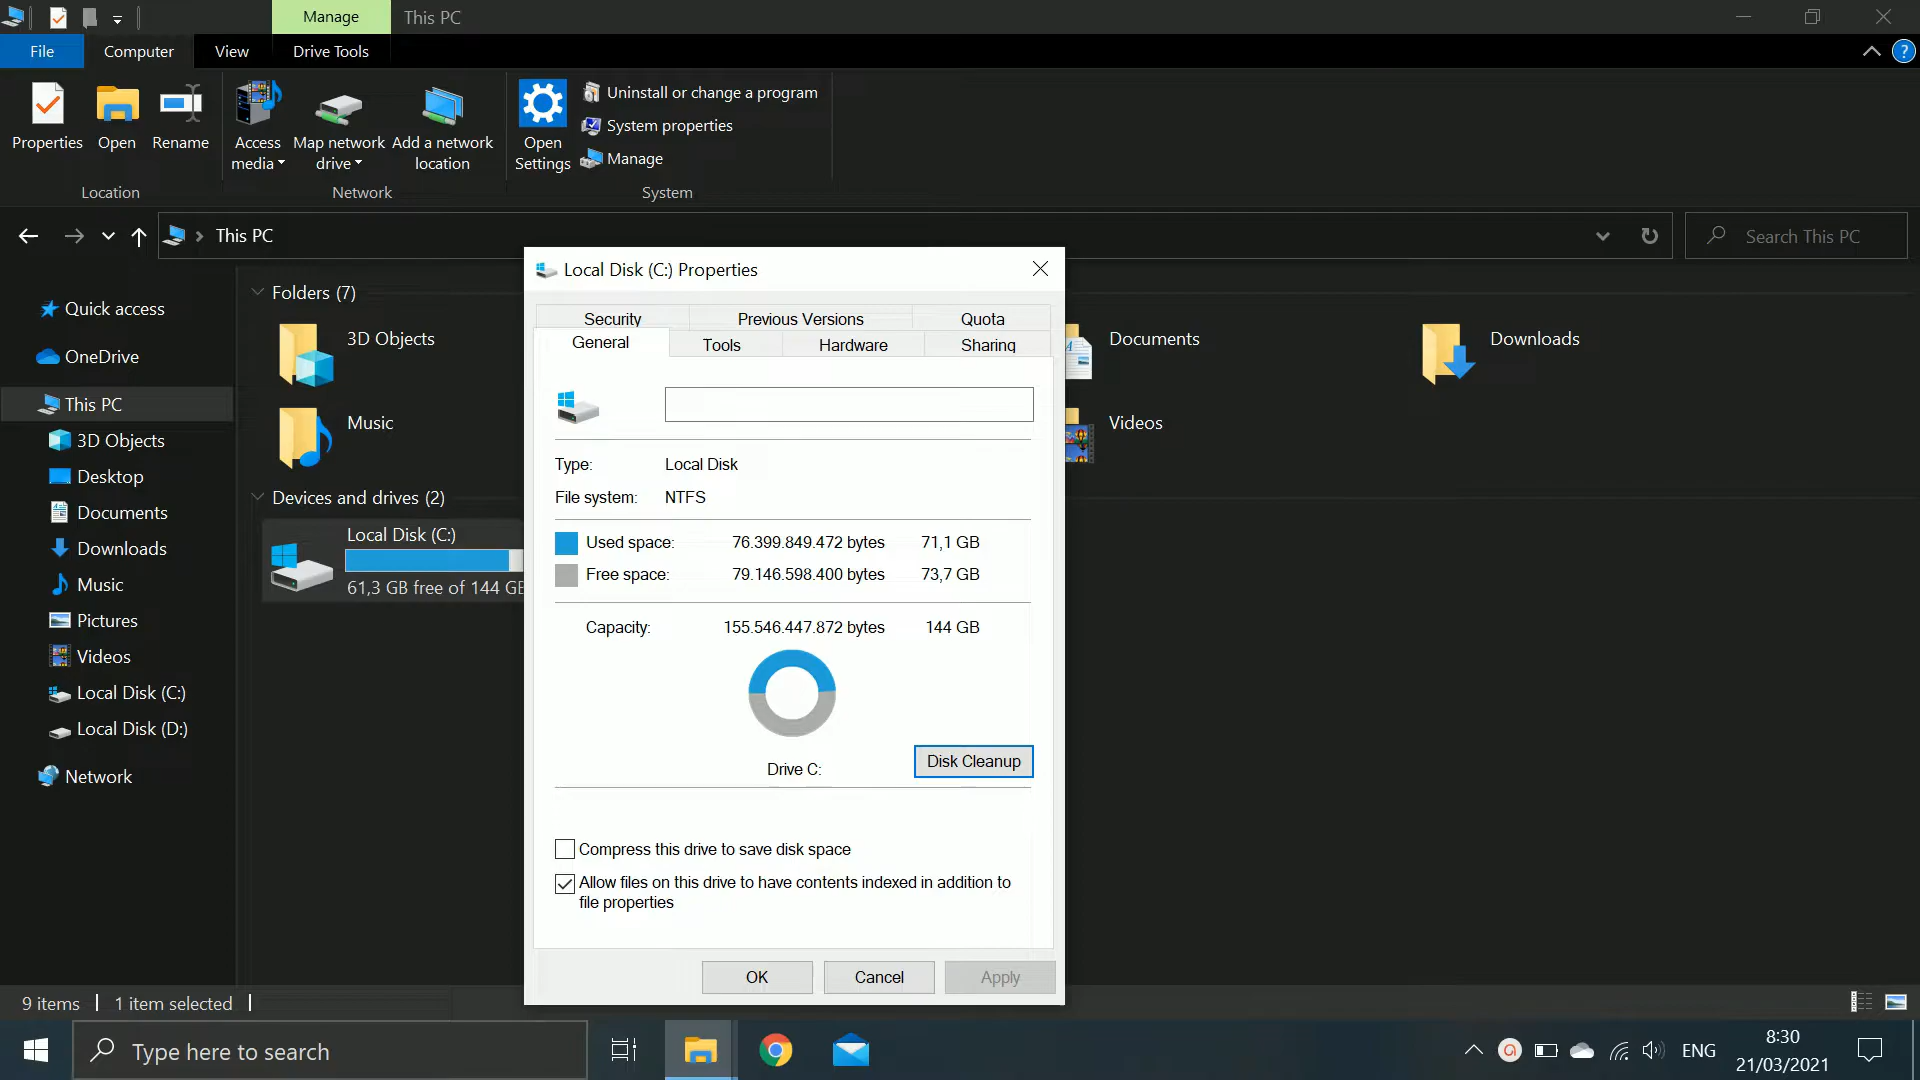 Manage
This PC
File
Computer
View
Drive Tools
Properties
Open
Rename
Access
media
Map network
drive
Add a network
location
Open
Settings
Uninstall or change a program
System properties
Manage
Location
Network
System
This PC
Search This PC
Quick access
OneDrive
This PC
3D Objects
Desktop
Documents
Downloads
Music
Pictures
Videos
Local Disk (C:)
Local Disk (D:)
Network
Folders (7)
3D Objects
Documents
Downloads
Music
Videos
Devices and drives (2)
Local Disk (C:)
61,3 GB free of 144 GB
Local Disk (C:) Properties
Security
Previous Versions
Quota
General
Tools
Hardware
Sharing
Type: Local Disk
File system: NTFS
Used space: 76.399.849.472 bytes 71,1 GB
Free space: 79.146.598.400 bytes 73,7 GB
Capacity: 155.546.447.872 bytes 144 GB
Drive C:
Disk Cleanup
Compress this drive to save disk space
Allow files on this drive to have contents indexed in addition to
file properties
OK
Cancel
Apply
9 items
1 item selected
Type here to search
ENG
8:30
21/03/2021